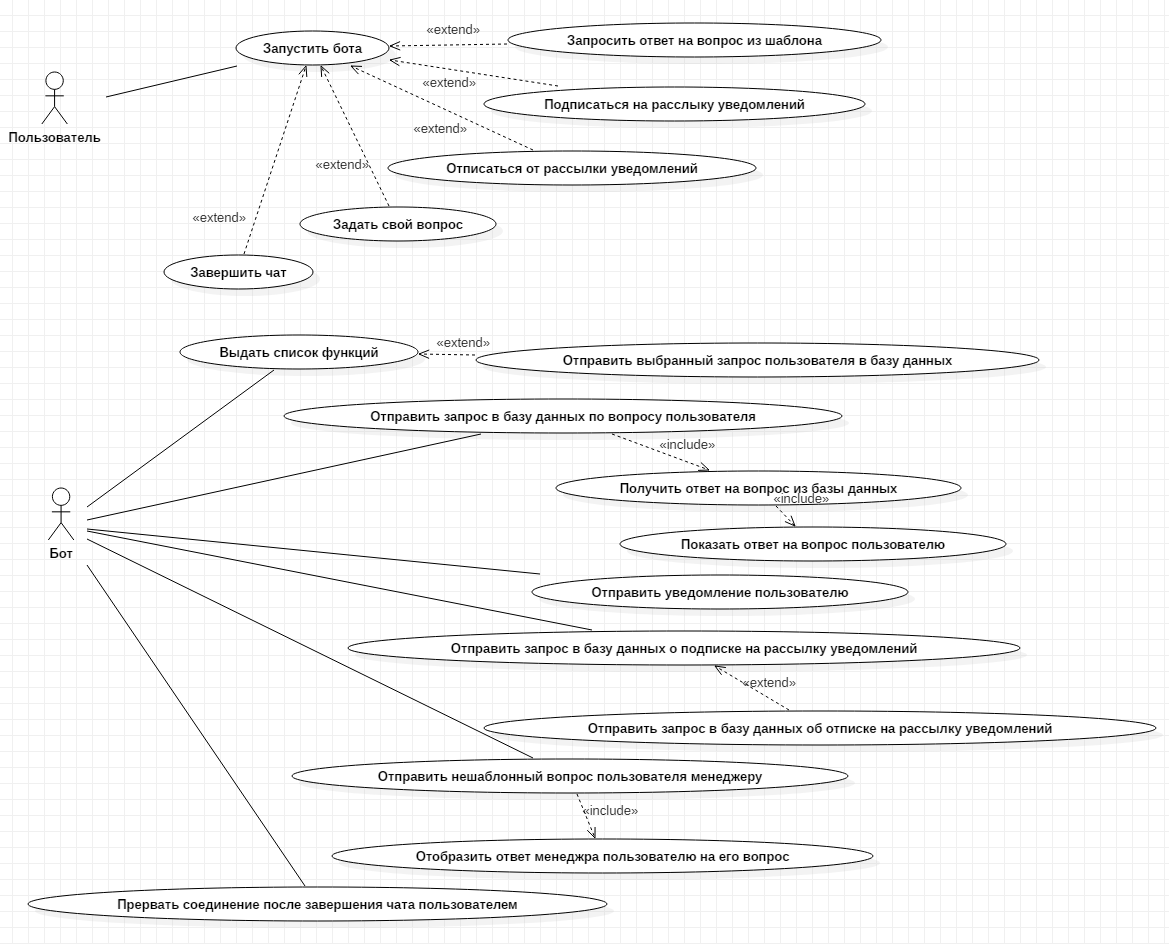 «extend»
Запросить ответ на вопрос из шаблона
Запустить бота
«extend»
Подписаться на расслыку уведомлений
«extend»
Пользователь
«extend»
Отписаться от рассылки уведомлений
«extend»
Задать свой вопрос
Завершить чат
«extend»
Выдать список функций
Отправить выбранный запрос пользователя в базу данных
Отправить запрос в базу данных по вопросу пользователя
«include»
Получить ответ на вопрос из базы данных
«include»
Показать ответ на вопрос пользователю
Бот
Отправить уведомление пользователю
Отправить запрос в базу данных о подписке на рассылку уведомлений
«extend»
Отправить запрос в базу данных об отписке на рассылку уведомлений
Отправить нешаблонный вопрос пользователя менеджеру
«include»
Отобразить ответ менеджра пользователю на его вопрос
Прервать соединение после завершения чата пользователем